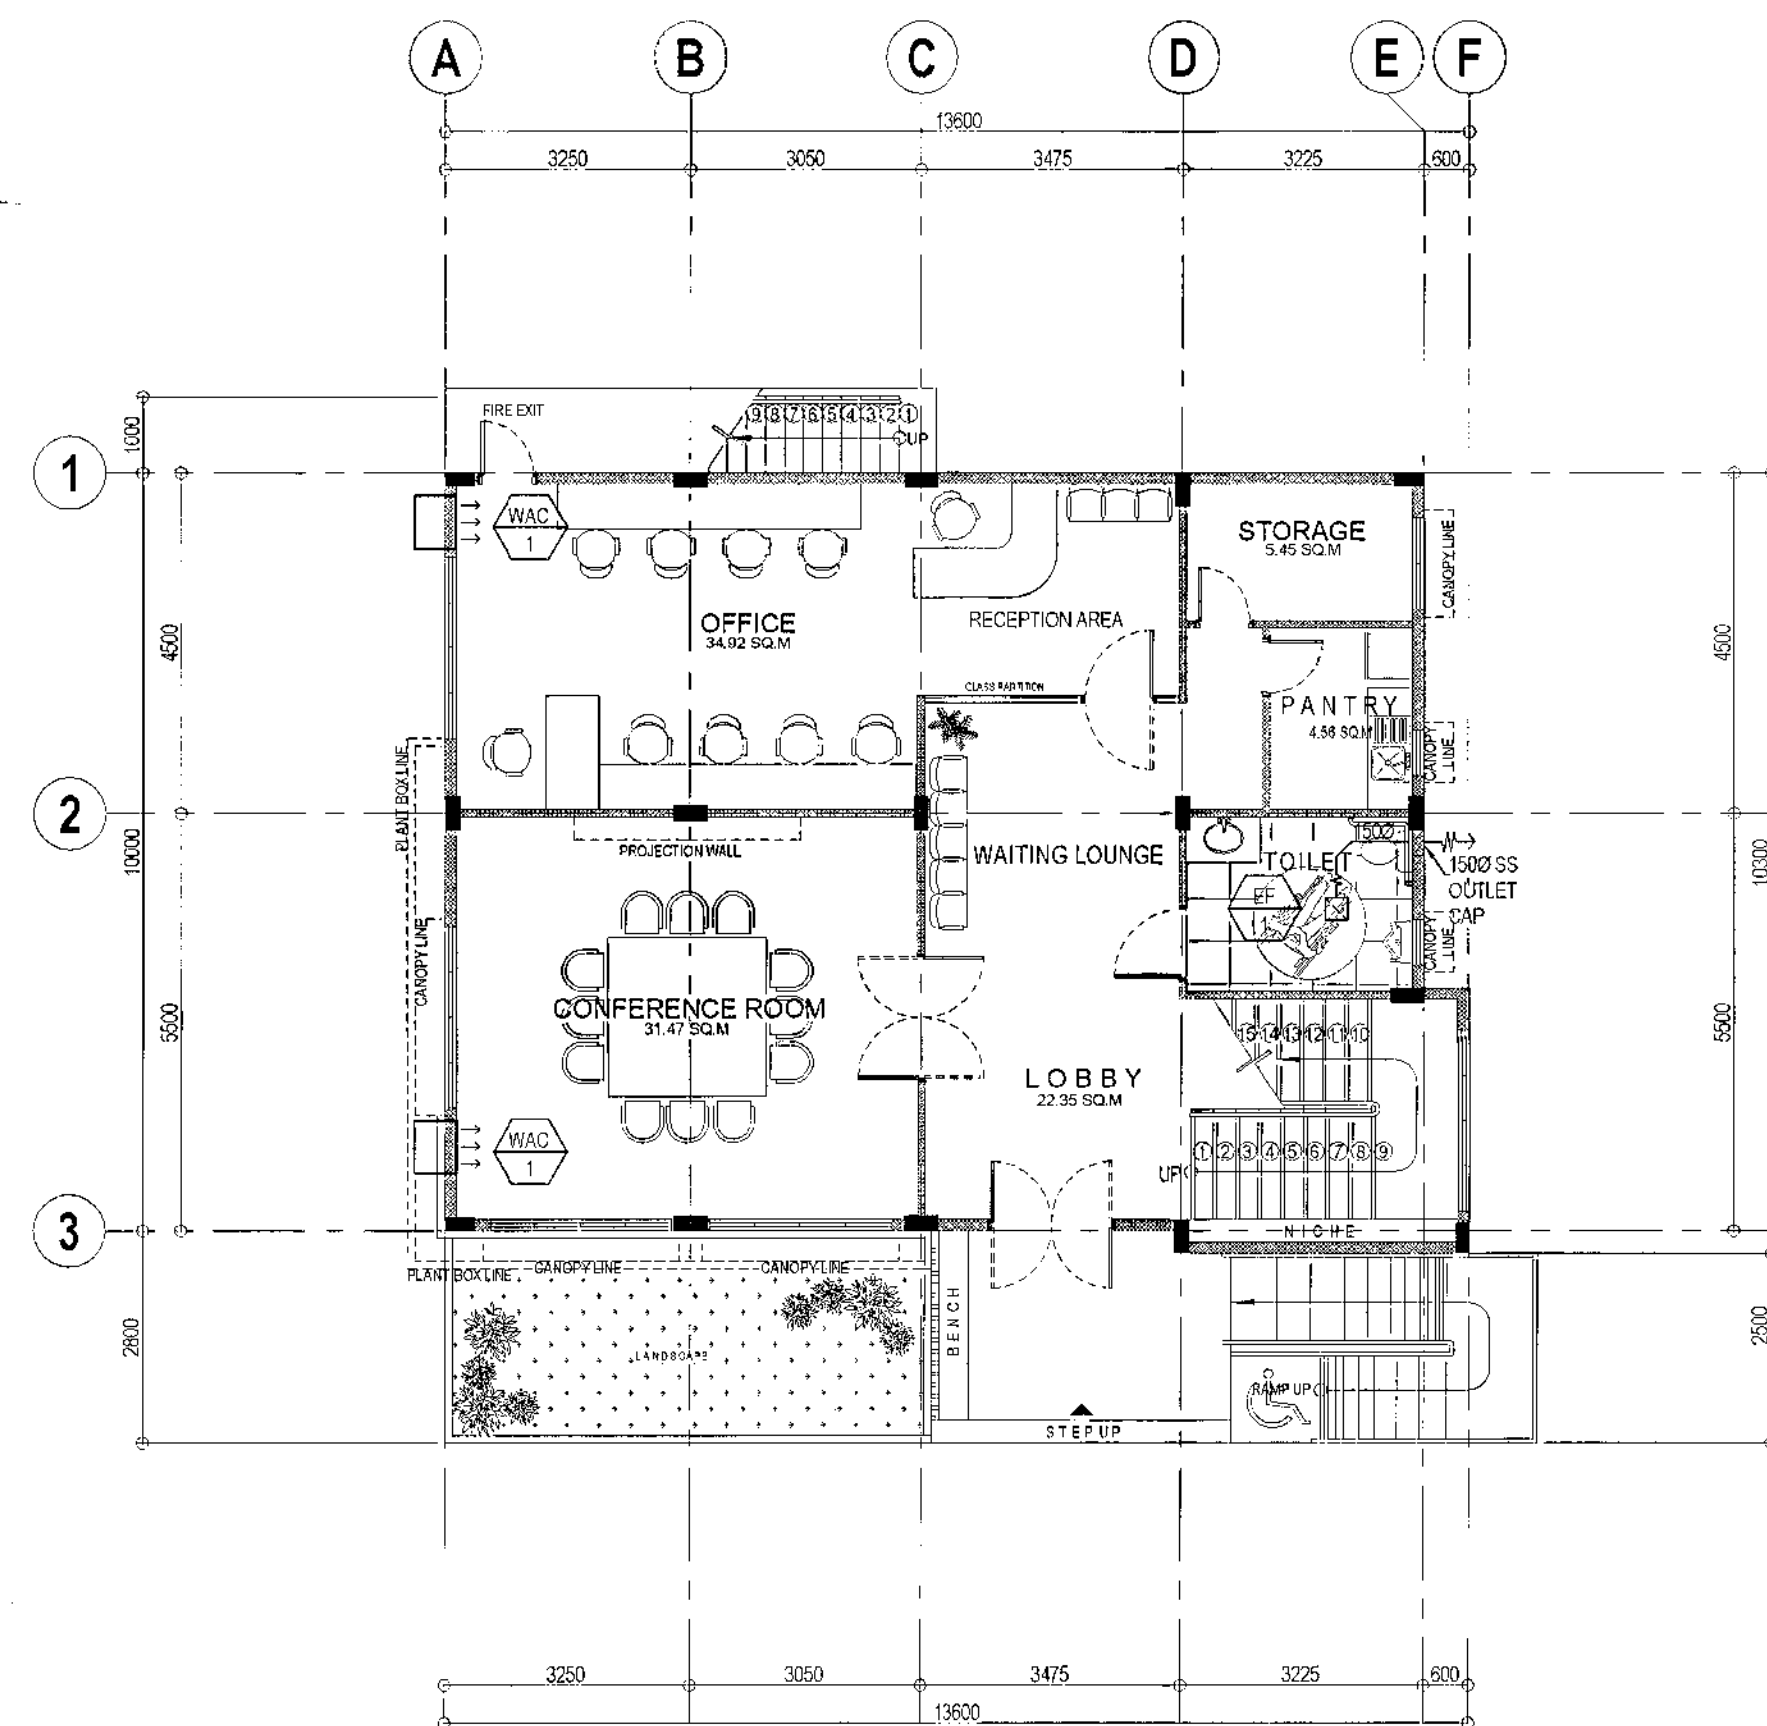 A
B
C
D
E
F
13600
3250
3050
3475
3225
600
1000
FIRE EXIT
9
8
7
6
5
4
3
2
1
UP
1
WAC
1
STORAGE
5.45 SQ.M
CANOPY LINE
OFFICE
34.92 SQ.M
RECEPTION AREA
4500
4500
PANTRY
4.56 SQ.M
CANOPY
LINE
PLANT BOX LINE
2
PROJECTION WALL
WAITING LOUNGE
TOILET
150Ø
150Ø SS
OUTLET
CAP
EF
1
CANOPY
LINE
10000
10300
CANOPY LINE
CONFERENCE ROOM
31.47 SQ.M
5500
5500
15
14
13
12
11
10
LOBBY
22.35 SQ.M
WAC
1
1
2
3
4
5
6
7
8
9
UP
3
NICHE
PLANT BOX LINE
CANOPY LINE
CANOPY LINE
2800
2500
BENCH
LANDSCAPE
RAMP UP
STEP UP
3250
3050
3475
3225
600
13600